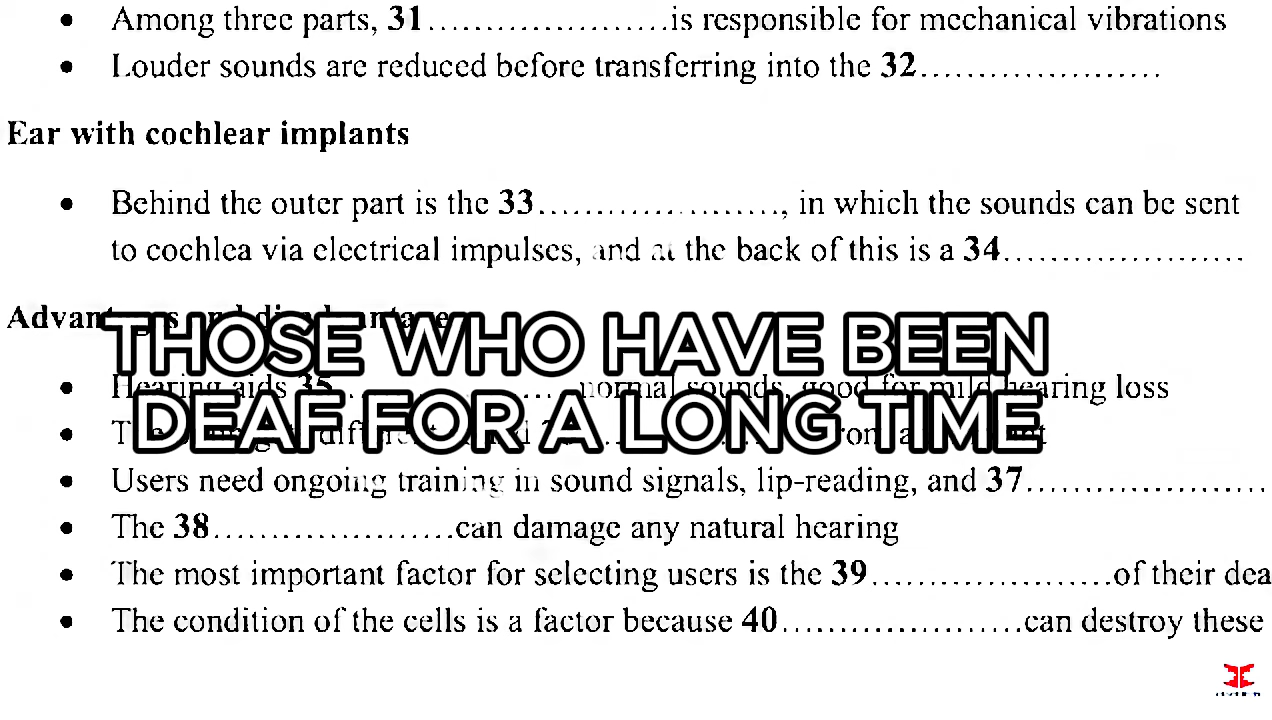 • Among three parts, 31.....................is responsible for mechanical vibrations
• Louder sounds are reduced before transferring into the 32.....................
Ear with cochlear implants
• Behind the outer part is the 33....................., in which the sounds can be sent
to cochlea via electrical impulses, and at the back of this is a 34.....................
THOSE WHO HAVE BEEN
• Hearing aids 35..................... normal sounds, good for mild hearing loss
DEAF FOR A LONG TIME
• Users need ongoing training in sound signals, lip-reading, and 37.....................
• The 38.....................can damage any natural hearing
• The most important factor for selecting users is the 39.....................of their dea
• The condition of the cells is a factor because 40.....................can destroy these